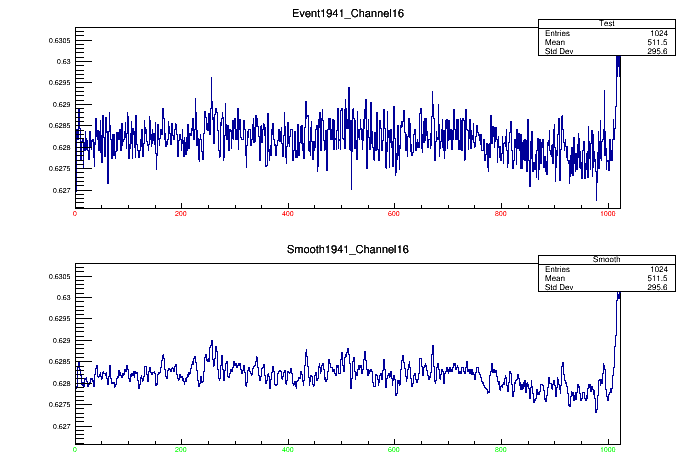 Event1941_Channel16
Test
Entries 1024
Mean 511.5
Std Dev 295.6
0.6305
0.63
0.6295
0.629
0.6285
0.628
0.6275
0.627
0 200 400 600 800 1000
Smooth1941_Channel16
Smooth
Entries 1024
Mean 511.5
Std Dev 295.6
0.6305
0.63
0.6295
0.629
0.6285
0.628
0.6275
0.627
0 200 400 600 800 1000